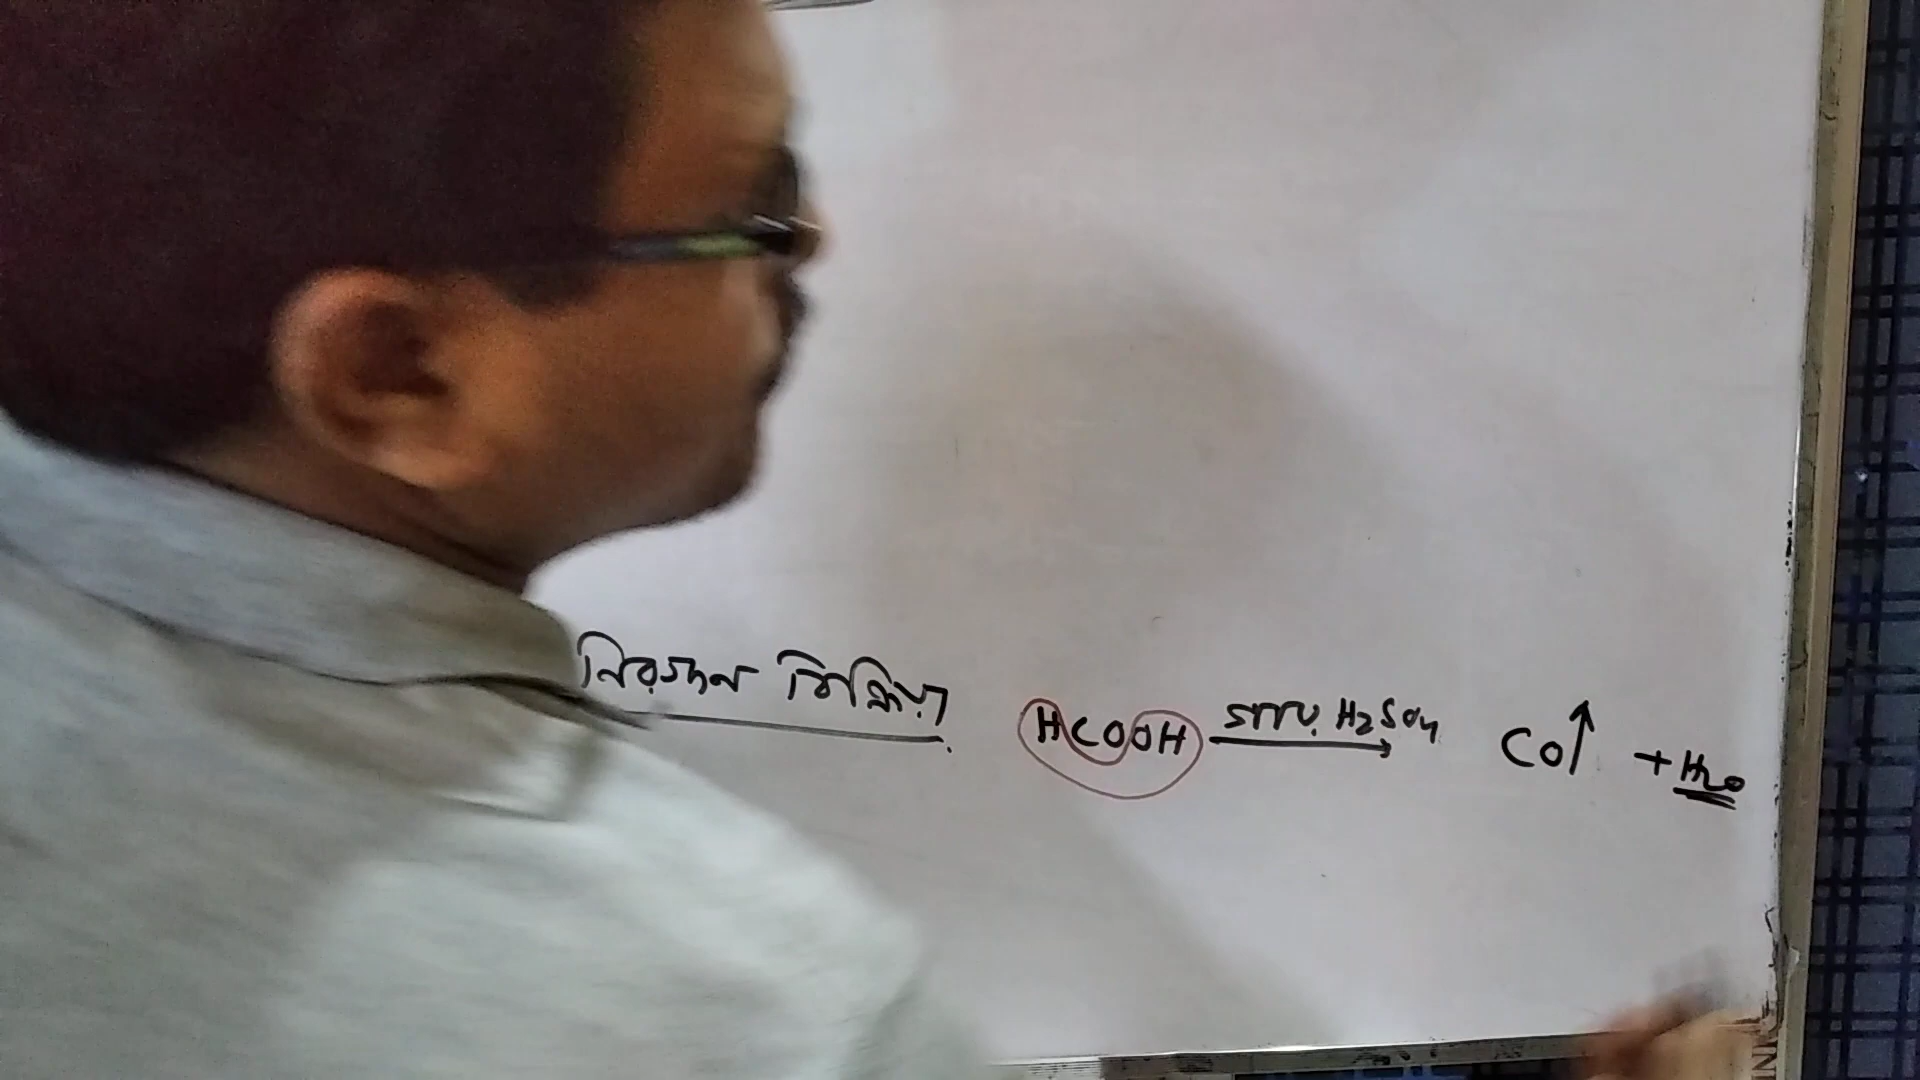 নিরুদন বিক্রিয়া HCOOH গাঢ় H2SO4 → CO↑ + H2O